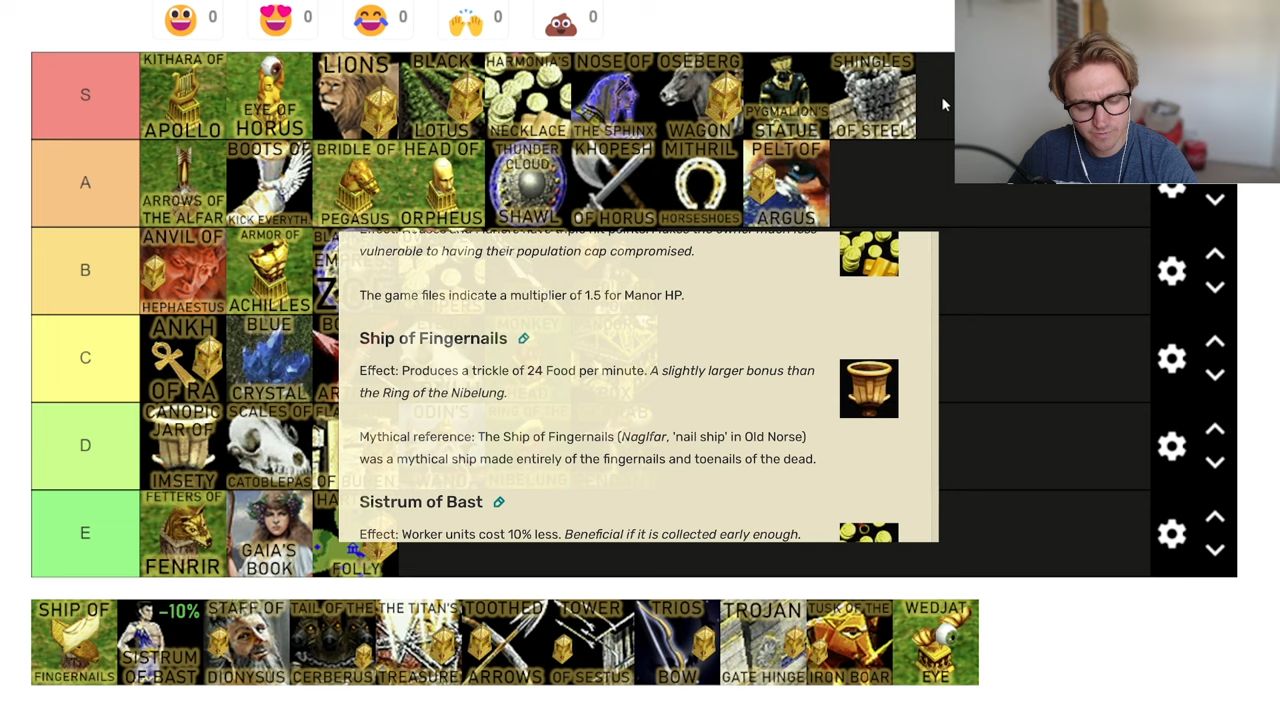 0 0 0 0 0
S
KITHARA OF APOLLO
EYE OF HORUS
LIONS
BLACK LOTUS
HARMONIA'S NECKLACE
NOSE OF THE SPHINX
OSEBERG WAGON
PYGMALION'S STATUE
SHINGLES OF STEEL
A
ARROWS OF THE ALFAR
BOOTS OF KICK EVERYTH.
BRIDLE OF PEGASUS
HEAD OF ORPHEUS
THUNDER CLOUD SHAWL
KHOPESH OF HORUS
MITHRIL HORSESHOES
PELT OF ARGUS
B
ANVIL OF HEPHAESTUS
ARMOR OF ACHILLES
vulnerable to having their population cap compromised.
The game files indicate a multiplier of 1.5 for Manor HP.
C
ANKH OF RA
BLUE CRYSTAL
Ship of Fingernails
Effect: Produces a trickle of 24 Food per minute. A slightly larger bonus than
the Ring of the Nibelung.
D
CANOPIC JAR OF IMSETY
SCALES OF CATOBLEPAS
Mythical reference: The Ship of Fingernails (Naglfar, 'nail ship' in Old Norse)
was a mythical ship made entirely of the fingernails and toenails of the dead.
Sistrum of Bast
Effect: Worker units cost 10% less. Beneficial if it is collected early enough.
E
FETTERS OF FENRIR
GAIA'S BOOK
FOLLY
SHIP OF FINGERNAILS
-10% SISTRUM OF BAST
STAFF OF DIONYSUS
TAIL OF THE CERBERUS
THE TITAN'S TREASURE
TOOTHED ARROWS
TOWER OF SESTUS
TRIOS BOW
TROJAN GATE HINGE
TUSK OF THE IRON BOAR
WEDJAT EYE